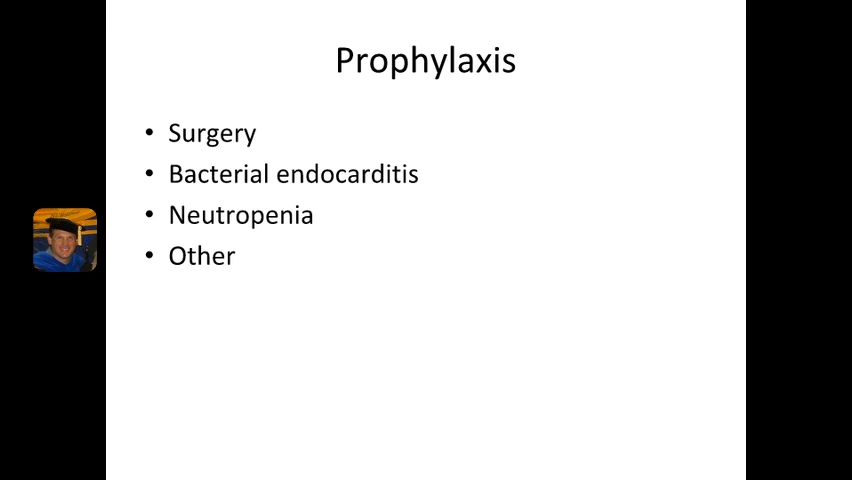 Prophylaxis
• Surgery
• Bacterial endocarditis
• Neutropenia
• Other